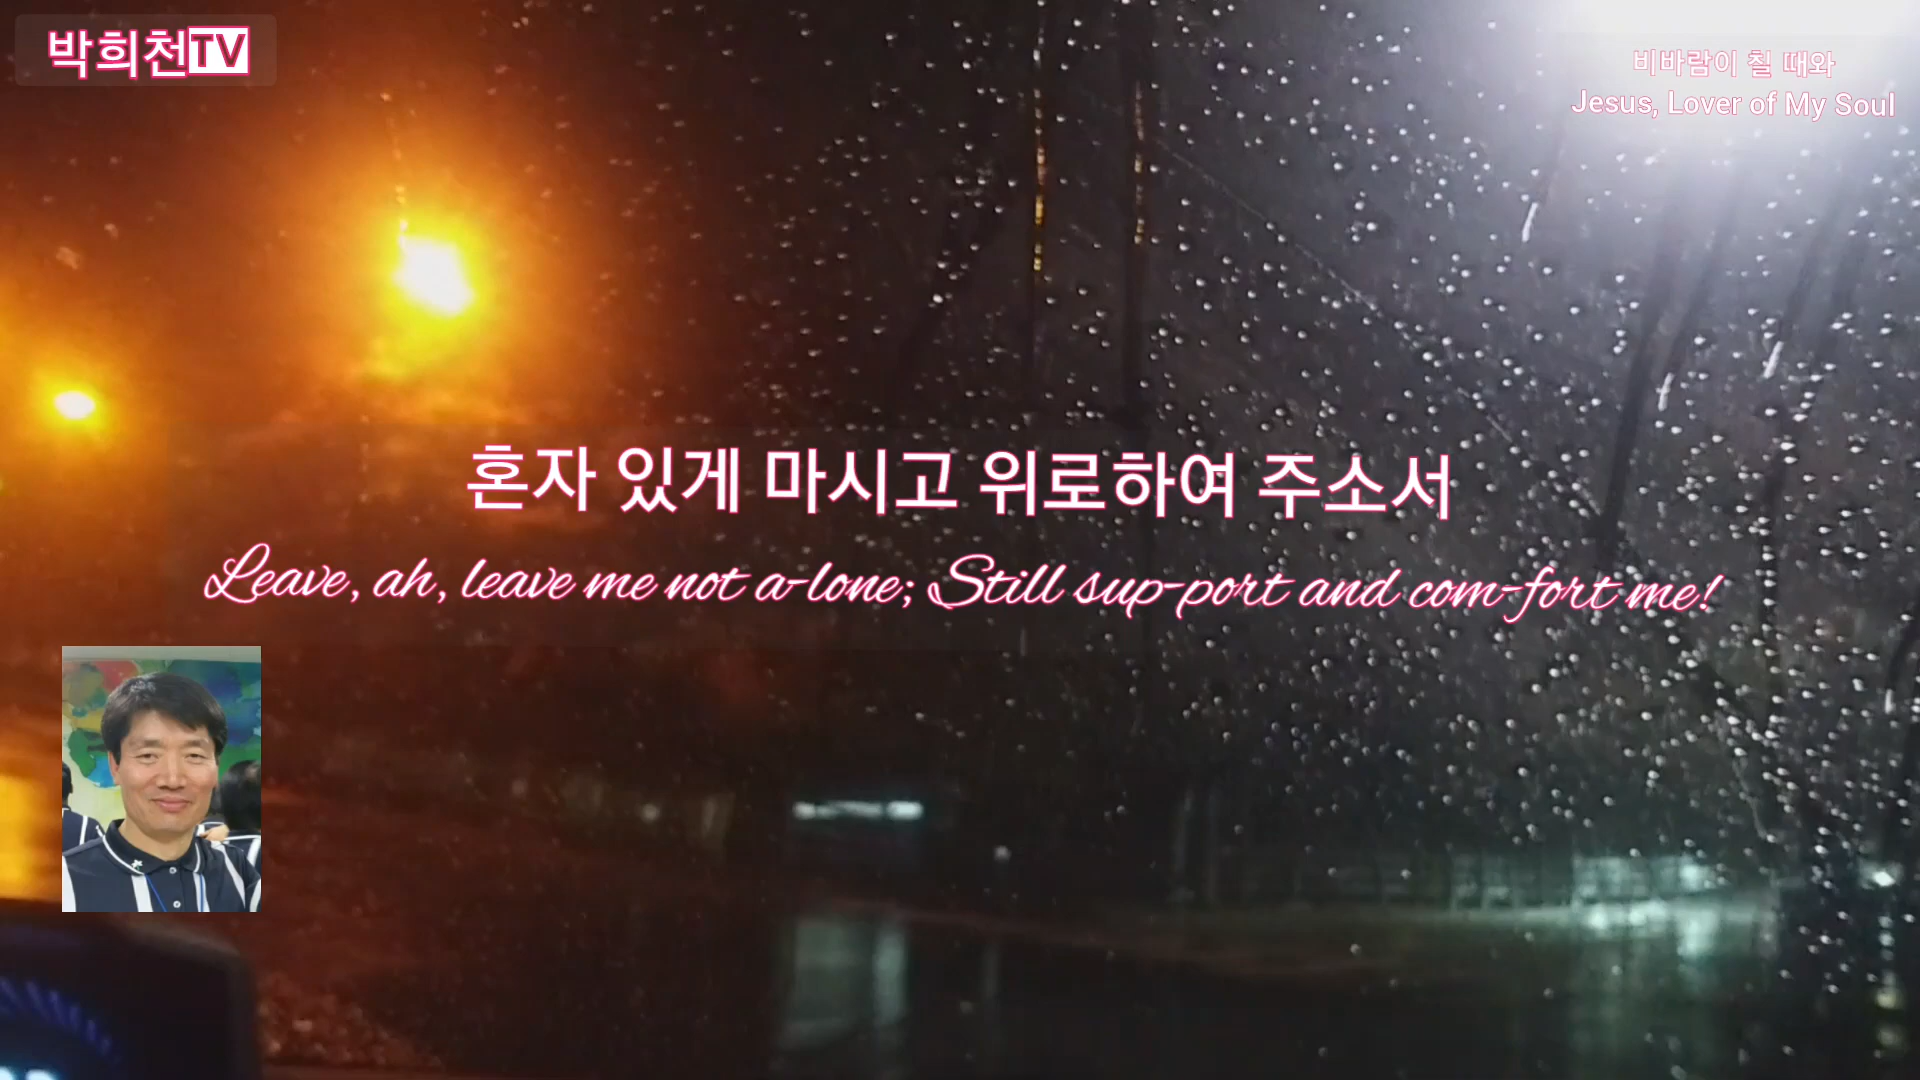 박희천TV
비바람이 칠 때와
Jesus, Lover of My Soul
혼자 있게 마시고 위로하여 주소서
Leave, ah, leave me not a-lone; Still sup-port and com-fort me!